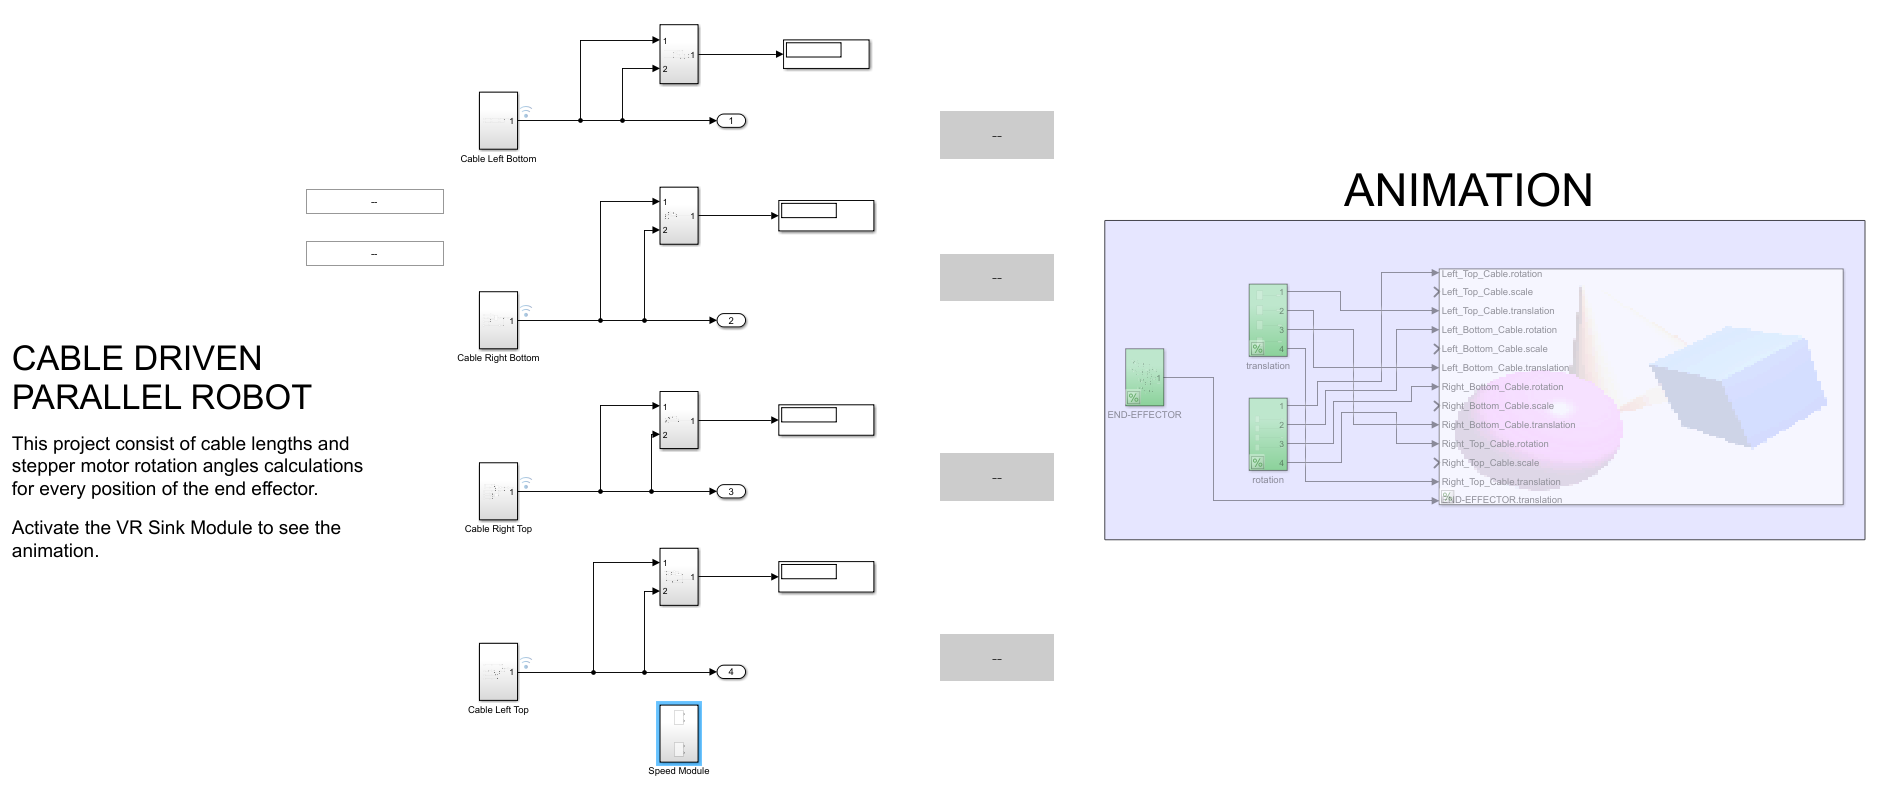 CABLE DRIVEN
PARALLEL ROBOT
This project consist of cable lengths and
stepper motor rotation angles calculations
for every position of the end effector.
Activate the VR Sink Module to see the
animation.
--
--
1
Cable Left Bottom
1
2
1
1
1
Cable Right Bottom
1
2
1
2
1
Cable Right Top
1
2
1
3
1
Cable Left Top
1
2
1
4
Speed Module
--
--
--
--
ANIMATION
1
%
END-EFFECTOR
1
2
3
4
%
translation
1
2
3
4
%
rotation
Left_Top_Cable.rotation
Left_Top_Cable.scale
Left_Top_Cable.translation
Left_Bottom_Cable.rotation
Left_Bottom_Cable.scale
Left_Bottom_Cable.translation
Right_Bottom_Cable.rotation
Right_Bottom_Cable.scale
Right_Bottom_Cable.translation
Right_Top_Cable.rotation
Right_Top_Cable.scale
Right_Top_Cable.translation
END-EFFECTOR.translation
%